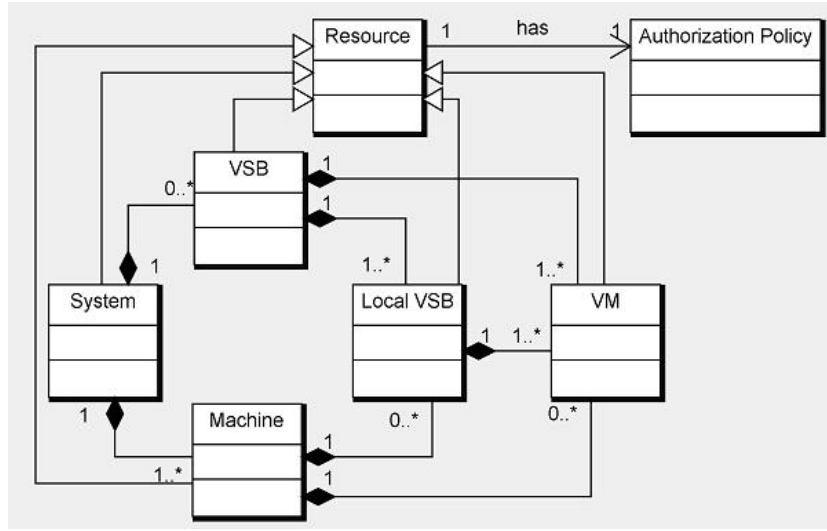 Resource 1 has 1 Authorization Policy
VSB 1
0..* 1
1 1..* 1..*
System Local VSB VM
1 1..*
1 Machine 0..* 0..*
1
1..* 1